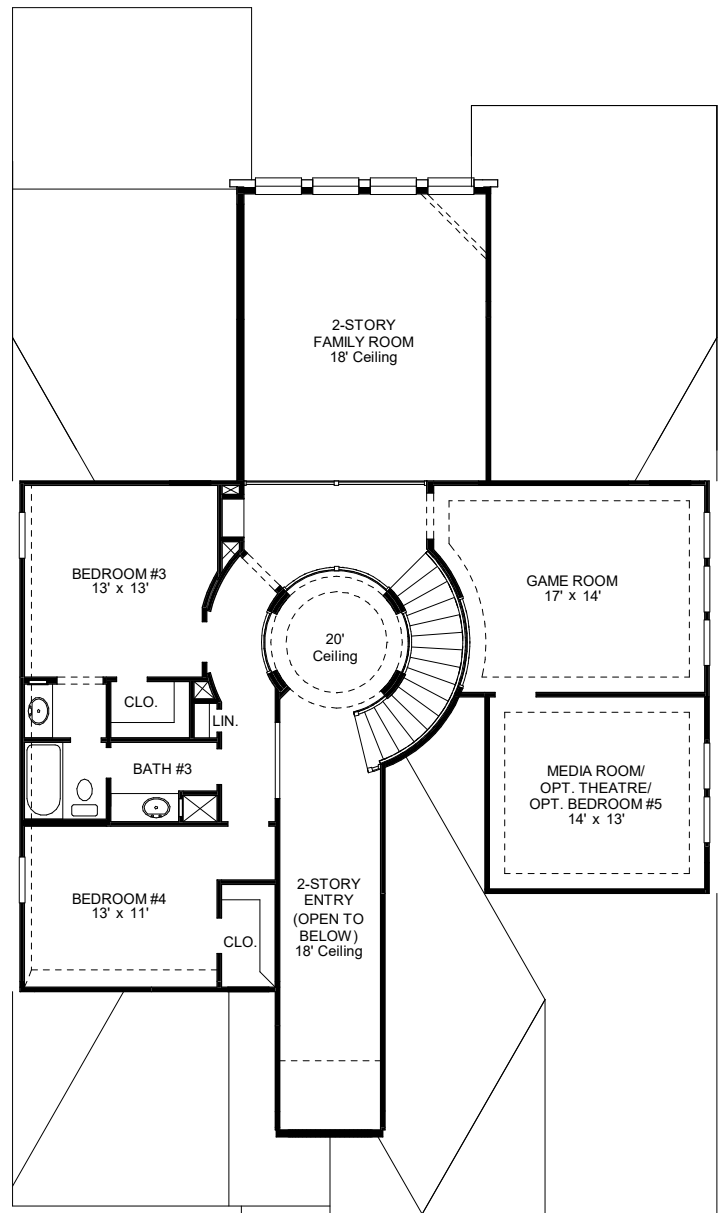 2-STORY
FAMILY ROOM
18' Ceiling
BEDROOM #3
13' x 13'
GAME ROOM
17' x 14'
20'
Ceiling
CLO.
LIN.
BATH #3
MEDIA ROOM/
OPT. THEATRE/
OPT. BEDROOM #5
14' x 13'
BEDROOM #4
13' x 11'
2-STORY
ENTRY
(OPEN TO
BELOW)
18' Ceiling
CLO.